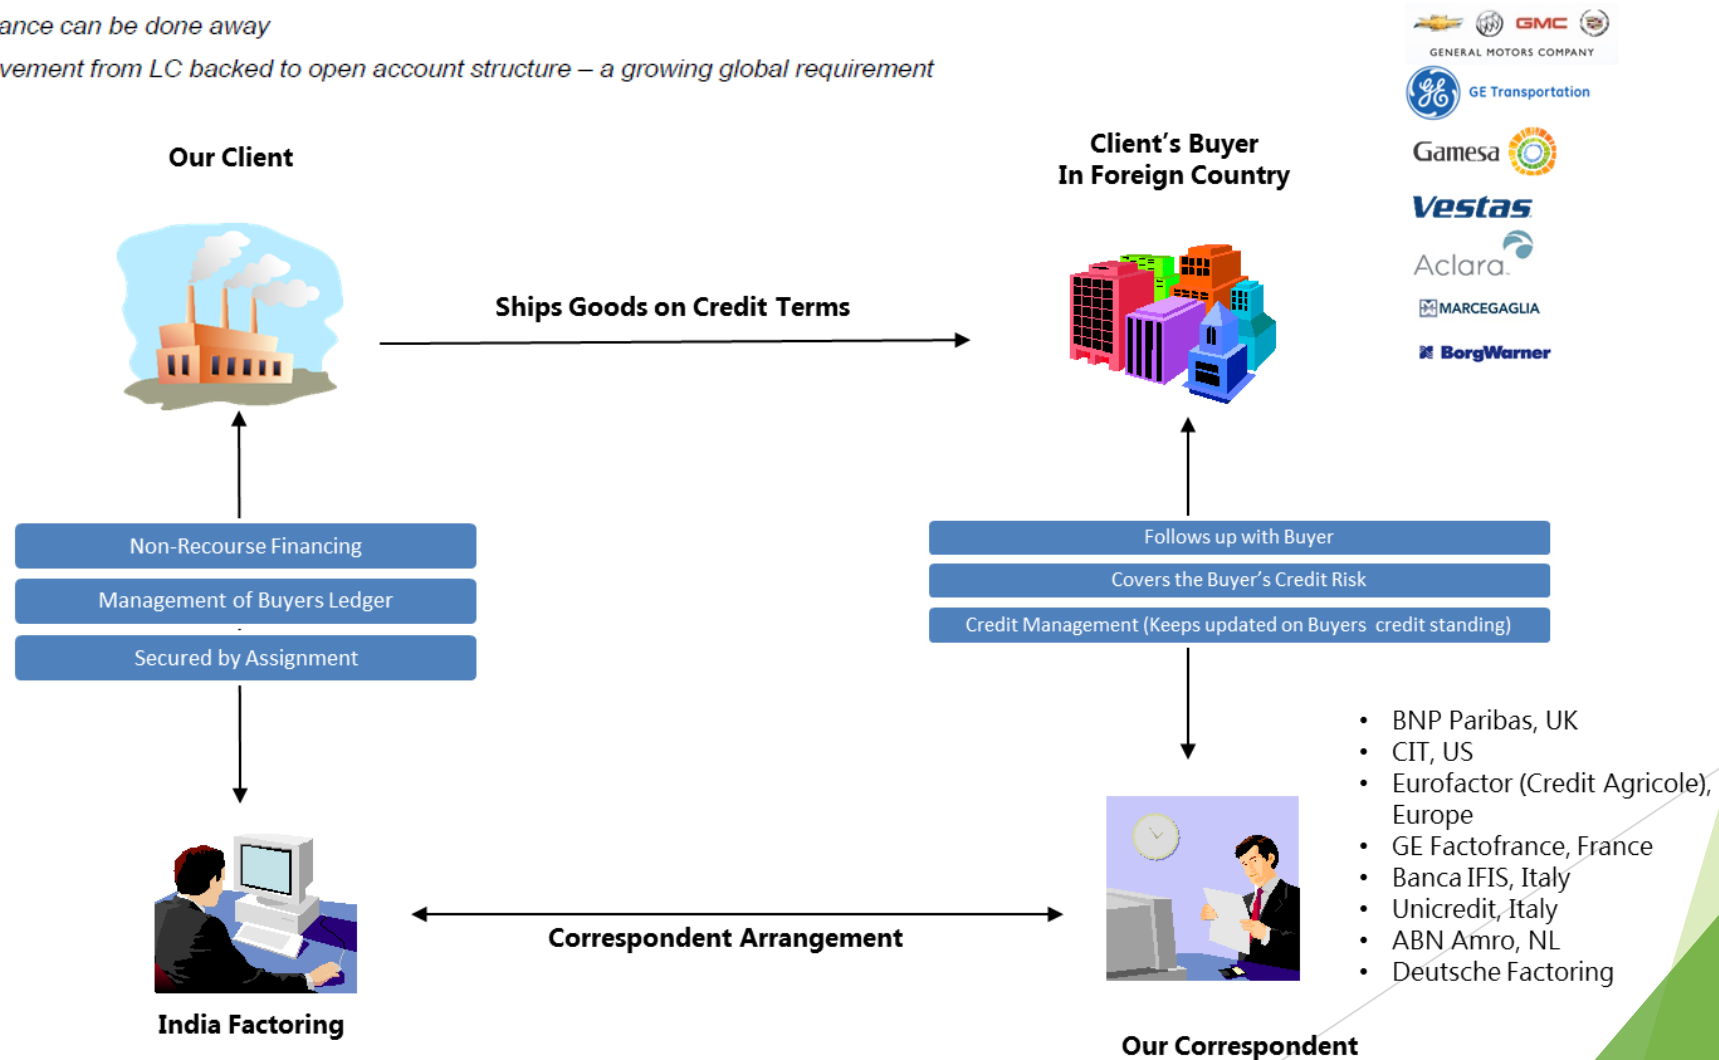 ance can be done away
vement from LC backed to open account structure – a growing global requirement
GMC
GENERAL MOTORS COMPANY
GE Transportation
Gamesa
Vestas
Aclara
MARCEGAGLIA
BorgWarner
Our Client
Client's Buyer
In Foreign Country
Ships Goods on Credit Terms
Non-Recourse Financing
Management of Buyers Ledger
Secured by Assignment
Follows up with Buyer
Covers the Buyer's Credit Risk
Credit Management (Keeps updated on Buyers credit standing)
• BNP Paribas, UK
• CIT, US
• Eurofactor (Credit Agricole),
Europe
• GE Factofrance, France
• Banca IFIS, Italy
• Unicredit, Italy
• ABN Amro, NL
• Deutsche Factoring
Correspondent Arrangement
India Factoring
Our Correspondent